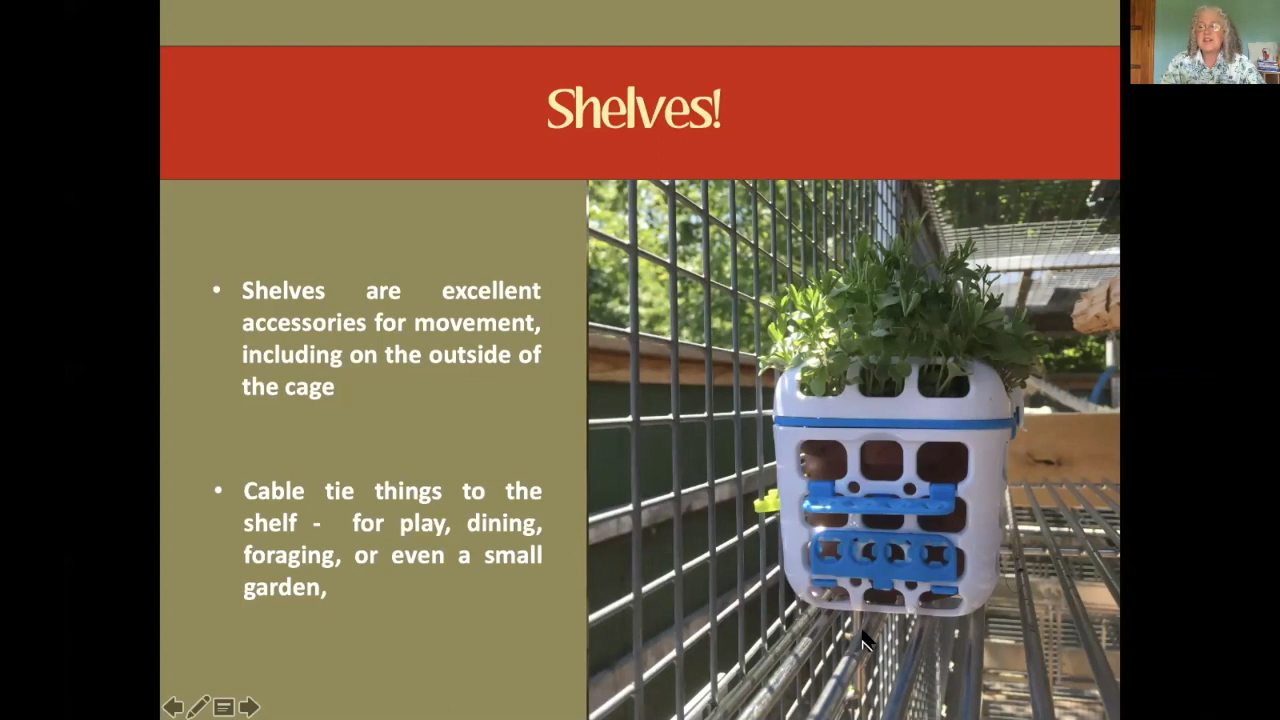 Shelves!
• Shelves are excellent
accessories for movement,
including on the outside of
the cage
• Cable tie things to the
shelf - for play, dining,
foraging, or even a small
garden,